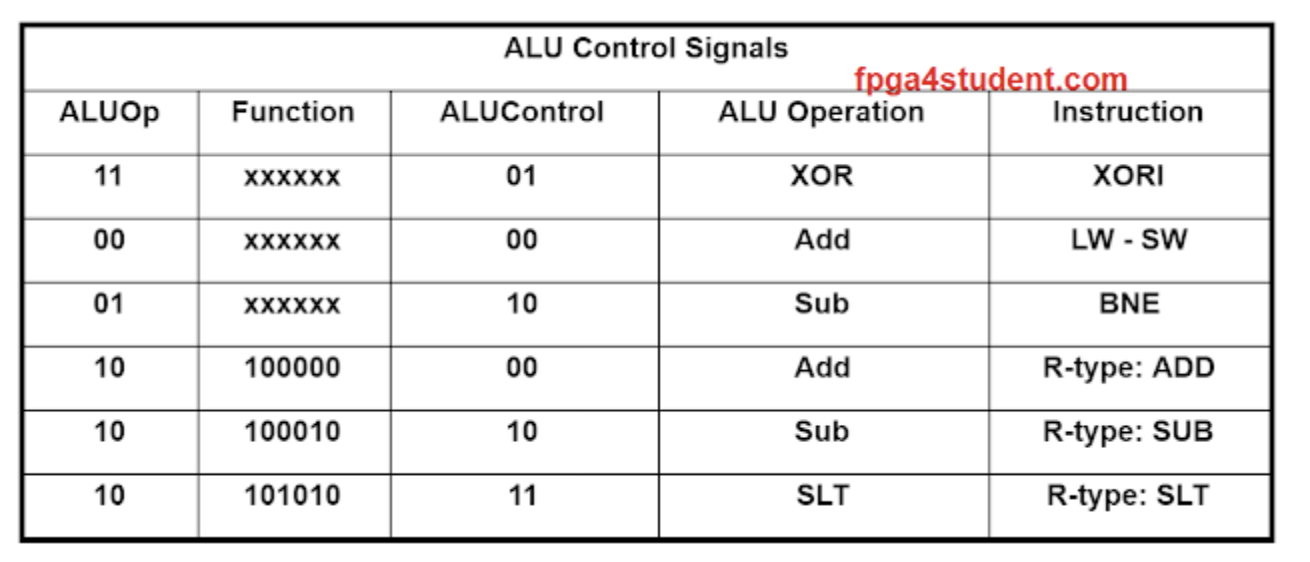 ALU Control Signals
fpga4student.com
ALUOp Function ALUControl ALU Operation Instruction
11 xxxxxx 01 XOR XORI
00 xxxxxx 00 Add LW - SW
01 xxxxxx 10 Sub BNE
10 100000 00 Add R-type: ADD
10 100010 10 Sub R-type: SUB
10 101010 11 SLT R-type: SLT